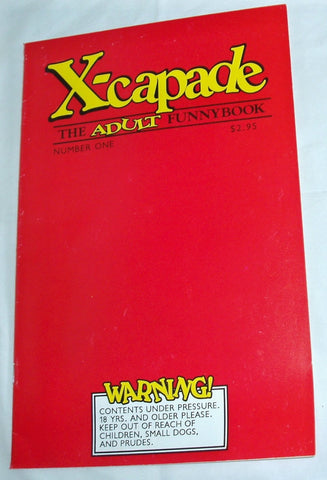 X-capade
THE ADULT FUNNYBOOK
NUMBER ONE $2.95
WARNING!
CONTENTS UNDER PRESSURE.
18 YRS. AND OLDER PLEASE.
KEEP OUT OF REACH OF
CHILDREN, SMALL DOGS,
AND PRUDES.